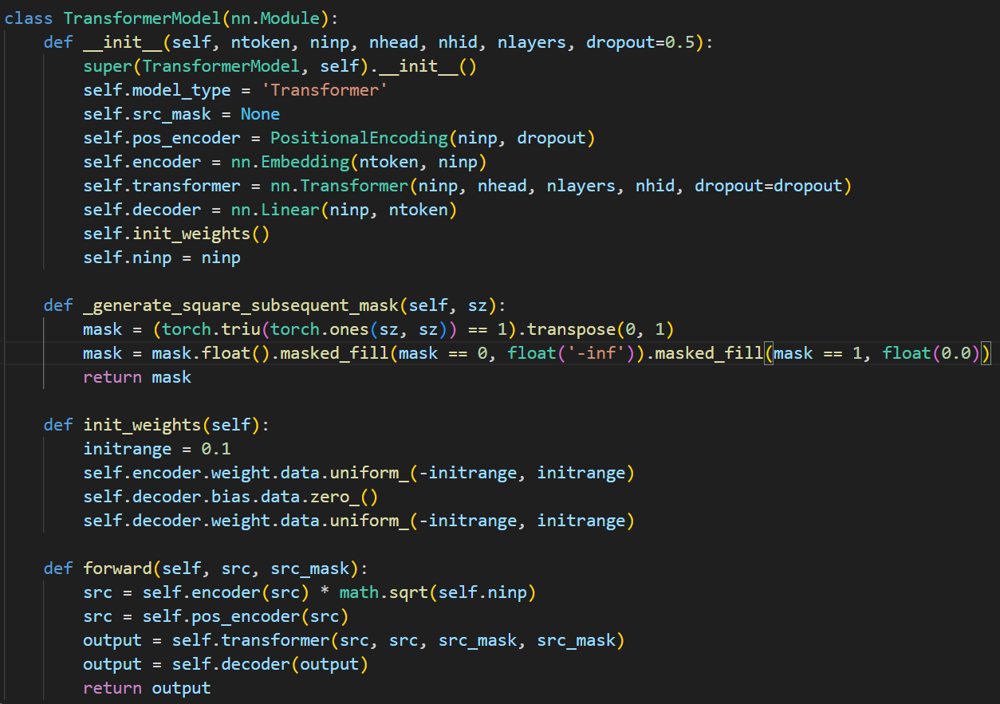 class TransformerModel(nn.Module):
    def __init__(self, ntoken, ninp, nhead, nhid, nlayers, dropout=0.5):
        super(TransformerModel, self).__init__()
        self.model_type = 'Transformer'
        self.src_mask = None
        self.pos_encoder = PositionalEncoding(ninp, dropout)
        self.encoder = nn.Embedding(ntoken, ninp)
        self.transformer = nn.Transformer(ninp, nhead, nlayers, nhid, dropout=dropout)
        self.decoder = nn.Linear(ninp, ntoken)
        self.init_weights()
        self.ninp = ninp

    def _generate_square_subsequent_mask(self, sz):
        mask = (torch.triu(torch.ones(sz, sz)) == 1).transpose(0, 1)
        mask = mask.float().masked_fill(mask == 0, float('-inf')).masked_fill(mask == 1, float(0.0))
        return mask

    def init_weights(self):
        initrange = 0.1
        self.encoder.weight.data.uniform_(-initrange, initrange)
        self.decoder.bias.data.zero_()
        self.decoder.weight.data.uniform_(-initrange, initrange)

    def forward(self, src, src_mask):
        src = self.encoder(src) * math.sqrt(self.ninp)
        src = self.pos_encoder(src)
        output = self.transformer(src, src, src_mask, src_mask)
        output = self.decoder(output)
        return output